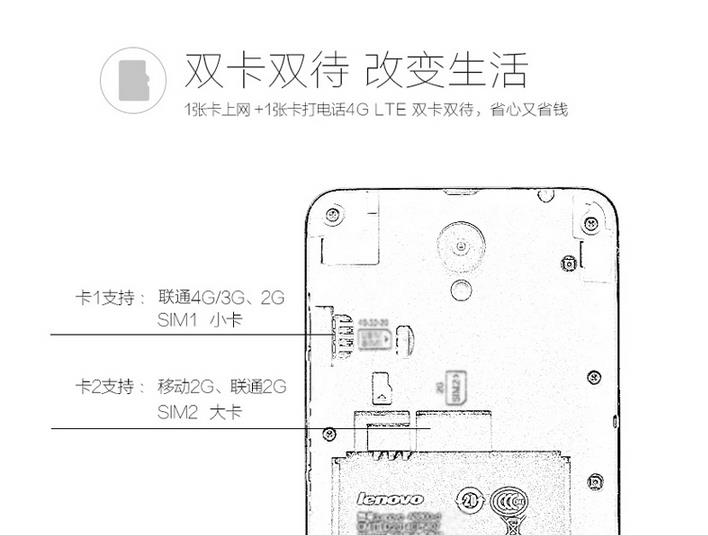 双卡双待 改变生活
1张卡上网+1张卡打电话4G LTE 双卡双待，省心又省钱
卡1支持： 联通4G/3G、2G
SIM1 小卡
卡2支持： 移动2G、联通2G
SIM2 大卡
2G
SIM2>
lenovo
20